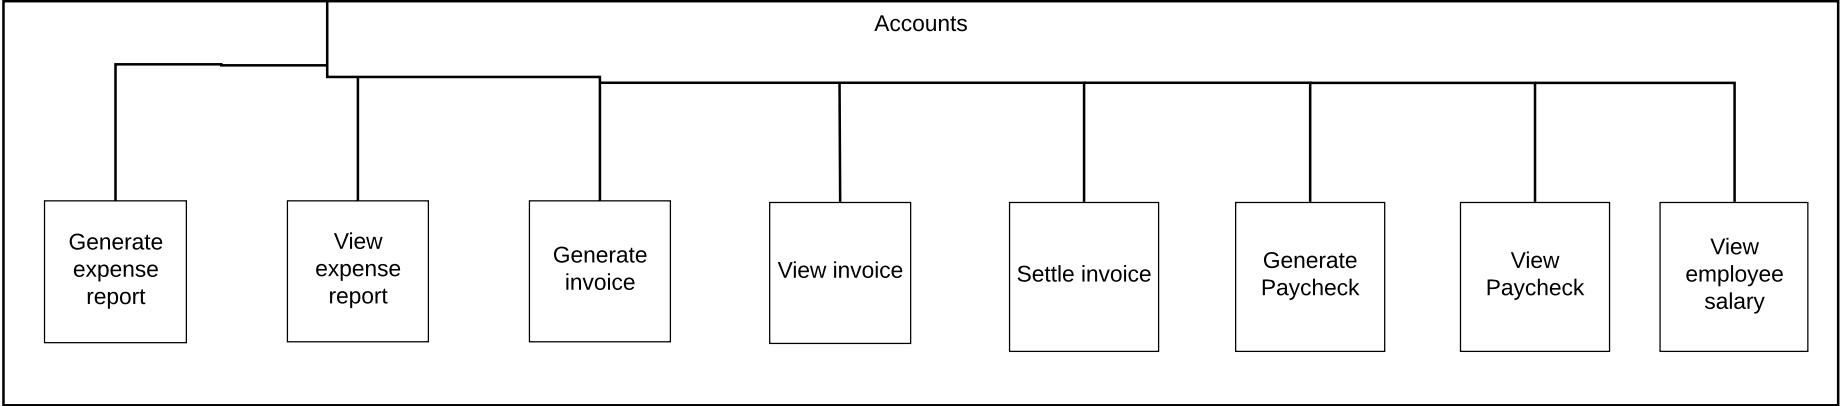 Accounts
Generate
expense
report
View
expense
report
Generate
invoice
View invoice
Settle invoice
Generate
Paycheck
View
Paycheck
View
employee
salary